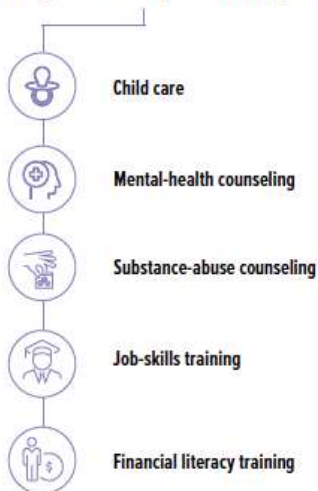 Child care
Mental-health counseling
Substance-abuse counseling
Job-skills training
Financial literacy training